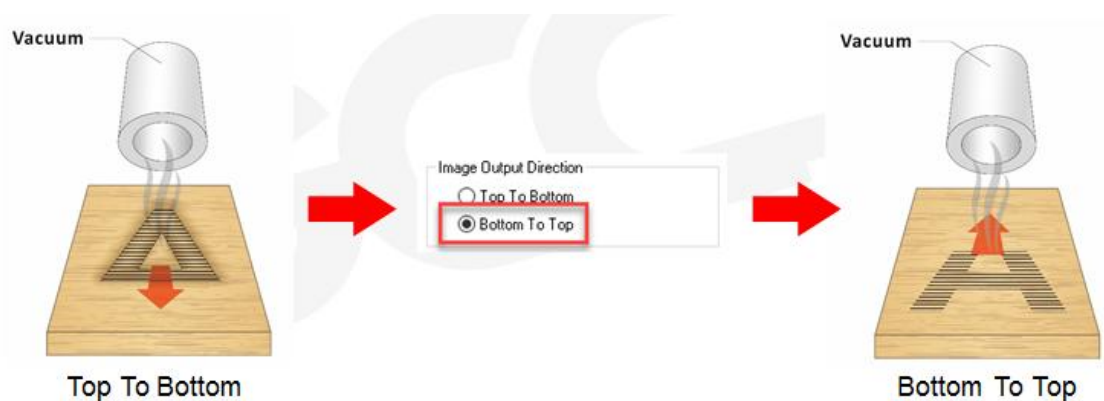 Vacuum
Top To Bottom
Image Output Direction
Top To Bottom
Bottom To Top
Vacuum
Bottom To Top